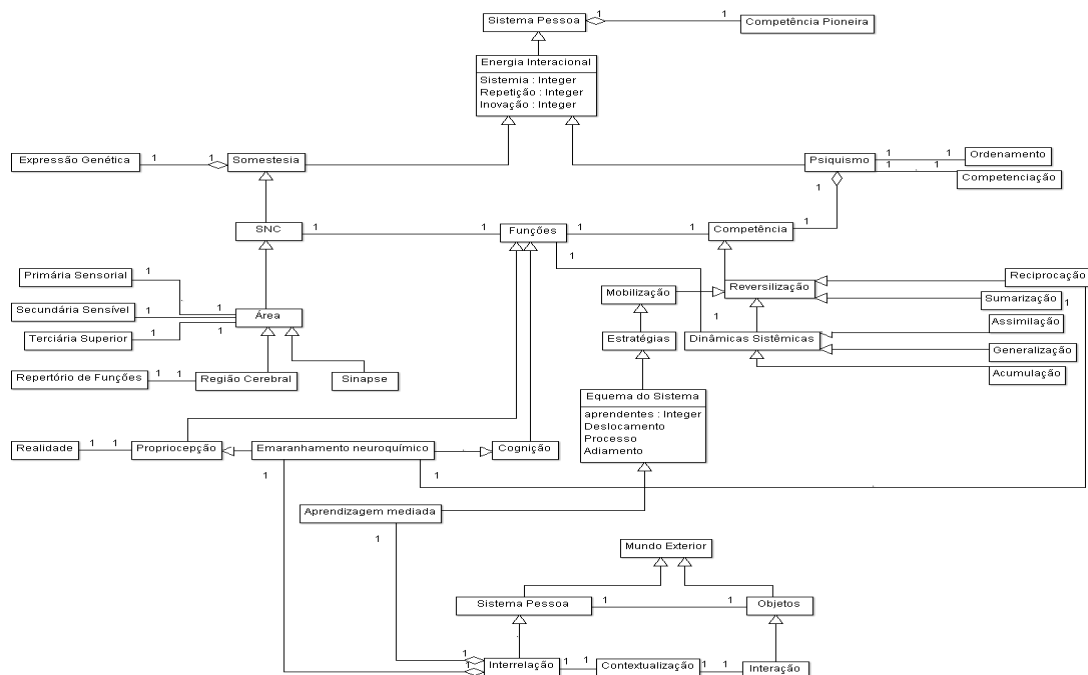 Sistema Pessoa 1 1 Competência Pioneira
Energia Interacional
Sistemia : Integer
Repetição : Integer
Inovação : Integer
Expressão Genética 1 1 Somestesia
Psiquismo 1 1 Ordenamento
1 1 Competenciação
1
1
SNC 1 1 Funções 1 1 Competência
1
Primária Sensorial 1
Secundária Sensível 1
Terciária Superior 1
1
Área
Mobilização
Reversilização
Reciprocação
Sumarização 1
1
Assimilação
Estratégias
Dinâmicas Sistêmicas
Generalização
Acumulação
Repertório de Funções 1 1 Região Cerebral
Sinapse
Equema do Sistema
aprendentes : Integer
Deslocamento
Processo
Adiamento
Realidade 1 1 Propriocepção
Emaranhamento neuroquímico
Cognição
1
1
Aprendizagem mediada
1
Mundo Exterior
Sistema Pessoa 1 1 Objetos
1
1
Interrelação 1 1 Contextualização 1 1 Interação